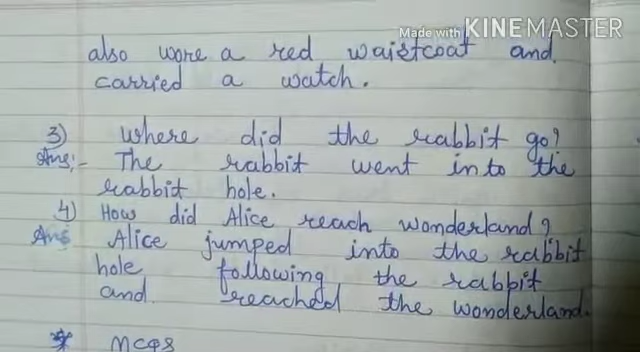 Made with KINEMASTER
also wore a red waistcoat and
carried a watch.
3) Where did the rabbit go?
Ans:- The rabbit went into the
rabbit hole.
4) How did Alice reach wonderland?
Ans Alice jumped into the rabbit
hole following the rabbit
and reached the wonderland.
* MCQS